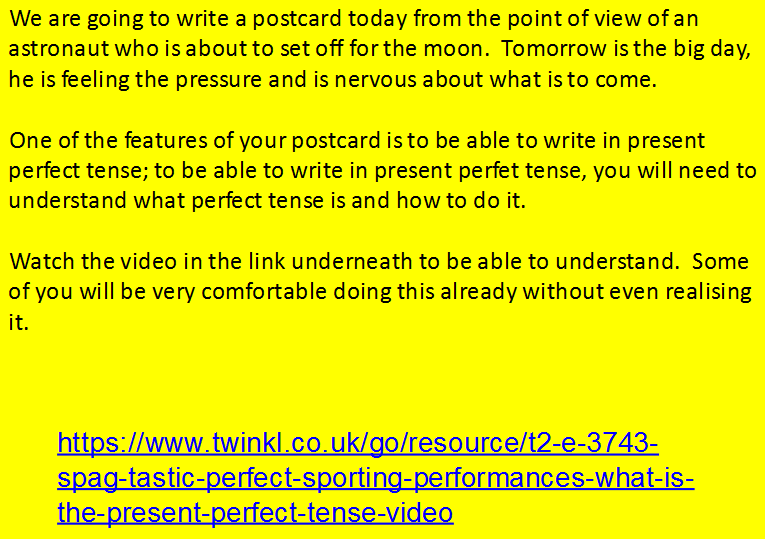 We are going to write a postcard today from the point of view of an
astronaut who is about to set off for the moon.  Tomorrow is the big day,
he is feeling the pressure and is nervous about what is to come.
One of the features of your postcard is to be able to write in present
perfect tense; to be able to write in present perfet tense, you will need to
understand what perfect tense is and how to do it.
Watch the video in the link underneath to be able to understand.  Some
of you will be very comfortable doing this already without even realising
it.
https://www.twinkl.co.uk/go/resource/t2-e-3743-
spag-tastic-perfect-sporting-performances-what-is-
the-present-perfect-tense-video